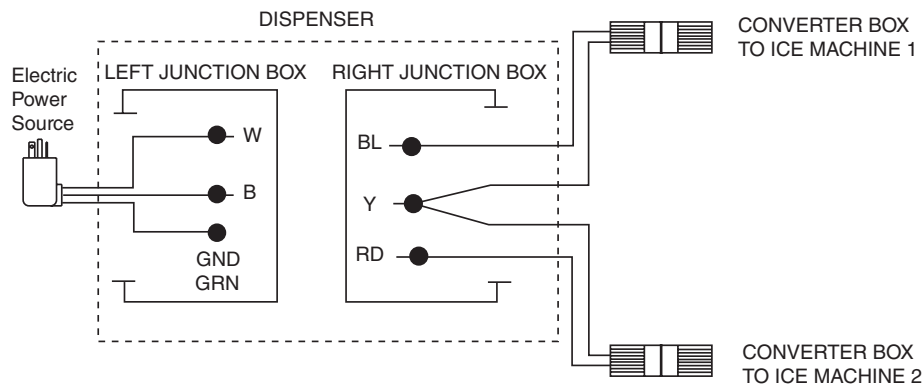 DISPENSER
CONVERTER BOX
TO ICE MACHINE 1
Electric
Power
Source
LEFT JUNCTION BOX
RIGHT JUNCTION BOX
W
BL
B
Y
GND
GRN
RD
CONVERTER BOX
TO ICE MACHINE 2